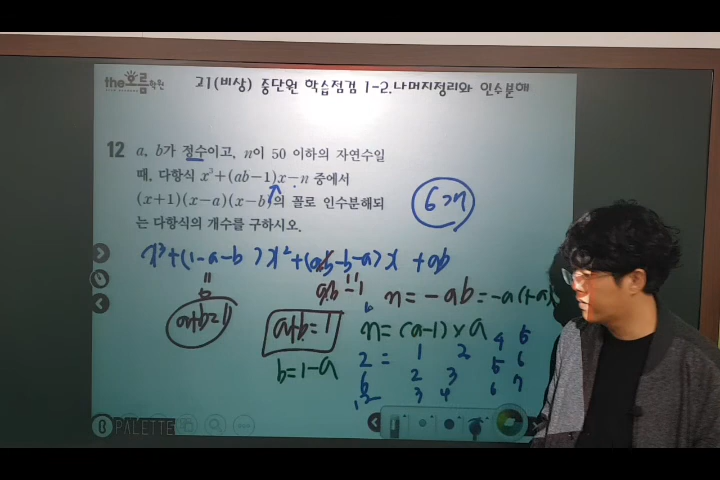 the오름학원 고1(비상) 중단원 학습점검 1-2.나머지정리와 인수분해
12 a, b가 정수이고, n이 50 이하의 자연수일
때, 다항식 x³+(ab-1)x-n 중에서
(x+1)(x-a)(x-b)의 꼴로 인수분해되
는 다항식의 개수를 구하시오.
6개
x³+(1-a-b)x²+(ab-b-a)x+ab
a+b=1
ab-1
n=-ab=-a(1-a)
a+b=1
n=(a-1)×a
b=1-a
2 = 1 2 4 5
6 2 3 5 6
12 3 4 6 7
PALETTE